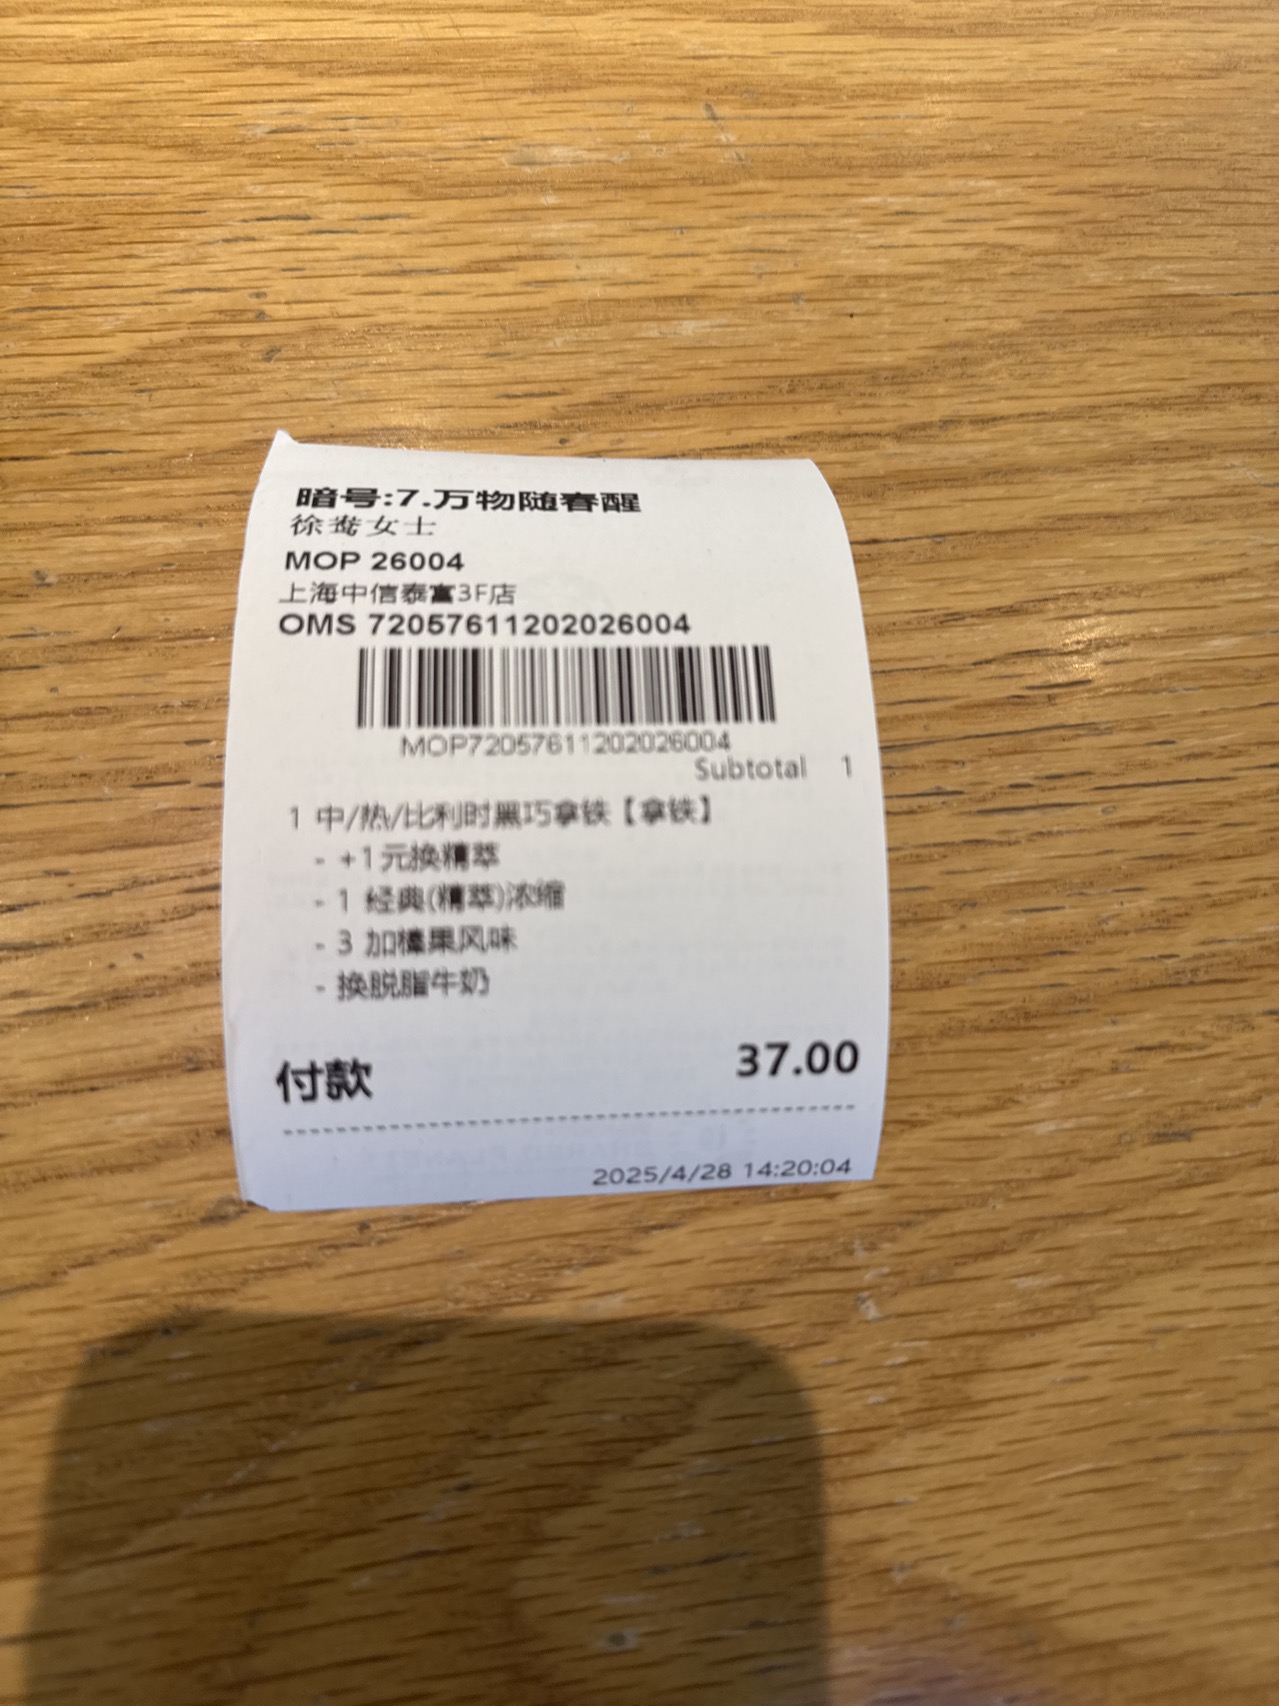 暗号:7.万物随春醒
徐鸯女士
MOP 26004
上海中信泰富3F店
OMS 72057611202026004
MOP72057611202026004
Subtotal 1
1 中/热/比利时黑巧拿铁【拿铁】
- +1元换精萃
- 1 经典(精萃)浓缩
- 3 加榛果风味
- 换脱脂牛奶
付款 37.00
2025/4/28 14:20:04